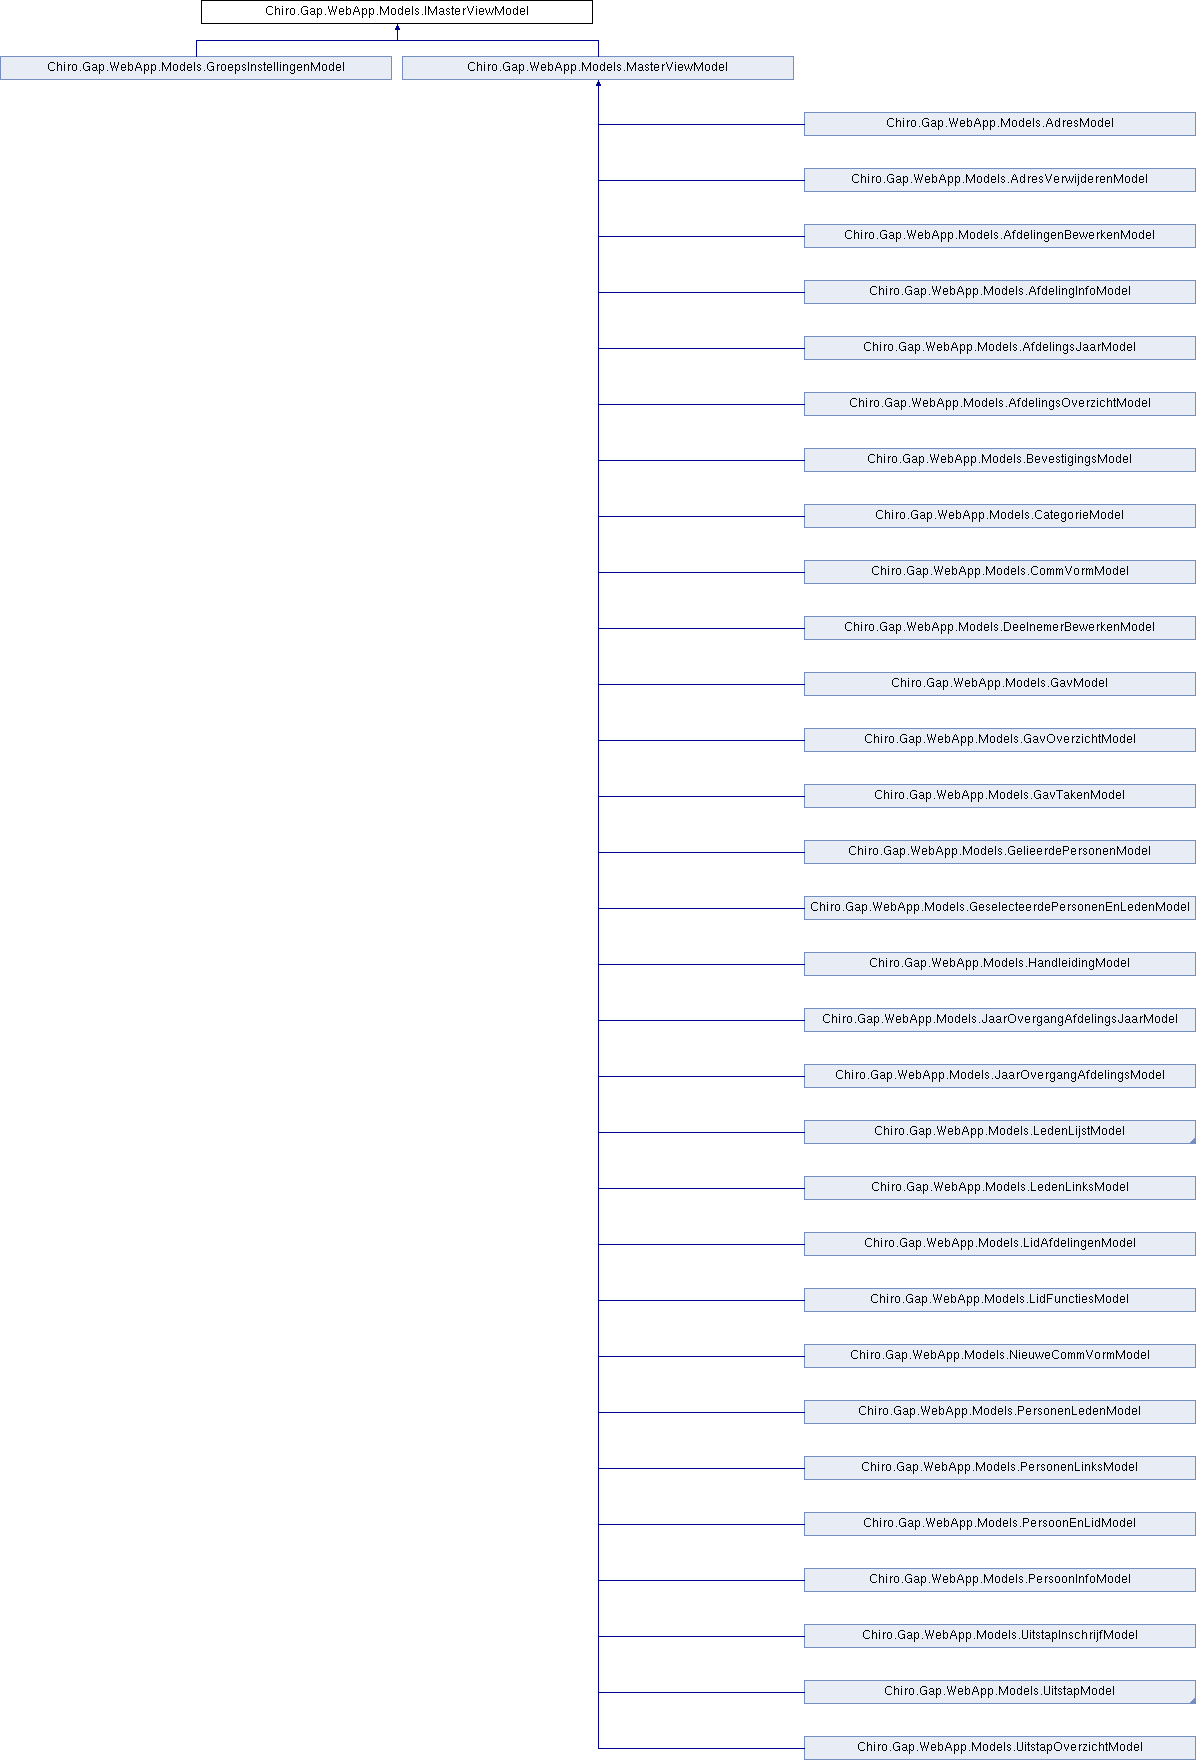 Chiro.Gap.WebApp.Models.IMasterViewModel
Chiro.Gap.WebApp.Models.GroepsInstellingenModel
Chiro.Gap.WebApp.Models.MasterViewModel
Chiro.Gap.WebApp.Models.AdresModel
Chiro.Gap.WebApp.Models.AdresVerwijderenModel
Chiro.Gap.WebApp.Models.AfdelingenBewerkenModel
Chiro.Gap.WebApp.Models.AfdelingInfoModel
Chiro.Gap.WebApp.Models.AfdelingsJaarModel
Chiro.Gap.WebApp.Models.AfdelingsOverzichtModel
Chiro.Gap.WebApp.Models.BevestigingsModel
Chiro.Gap.WebApp.Models.CategorieModel
Chiro.Gap.WebApp.Models.CommVormModel
Chiro.Gap.WebApp.Models.DeelnemerBewerkenModel
Chiro.Gap.WebApp.Models.GavModel
Chiro.Gap.WebApp.Models.GavOverzichtModel
Chiro.Gap.WebApp.Models.GavTakenModel
Chiro.Gap.WebApp.Models.GelieerdePersonenModel
Chiro.Gap.WebApp.Models.GeselecteerdePersonenEnLedenModel
Chiro.Gap.WebApp.Models.HandleidingModel
Chiro.Gap.WebApp.Models.JaarOvergangAfdelingsJaarModel
Chiro.Gap.WebApp.Models.JaarOvergangAfdelingsModel
Chiro.Gap.WebApp.Models.LedenLijstModel
Chiro.Gap.WebApp.Models.LedenLinksModel
Chiro.Gap.WebApp.Models.LidAfdelingenModel
Chiro.Gap.WebApp.Models.LidFunctiesModel
Chiro.Gap.WebApp.Models.NieuweCommVormModel
Chiro.Gap.WebApp.Models.PersonenLedenModel
Chiro.Gap.WebApp.Models.PersonenLinksModel
Chiro.Gap.WebApp.Models.PersoonEnLidModel
Chiro.Gap.WebApp.Models.PersoonInfoModel
Chiro.Gap.WebApp.Models.UitstapInschrijfModel
Chiro.Gap.WebApp.Models.UitstapModel
Chiro.Gap.WebApp.Models.UitstapOverzichtModel